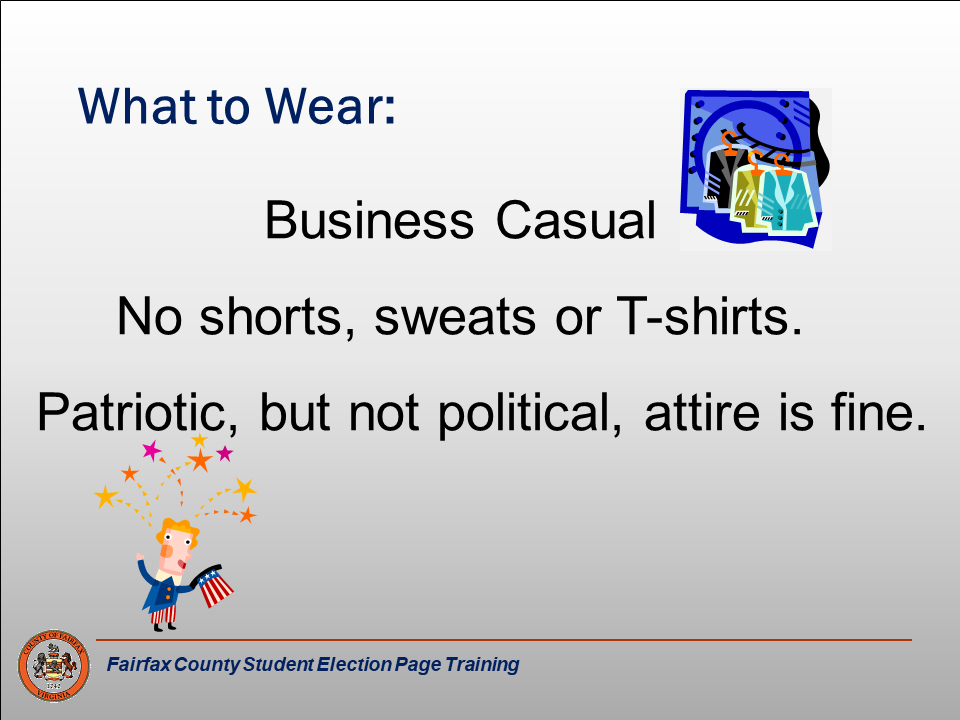 What to Wear:
Business Casual
No shorts, sweats or T-shirts.
Patriotic, but not political, attire is fine.
COUNTY OF FAIRFAX
1742
VIRGINIA
Fairfax County Student Election Page Training